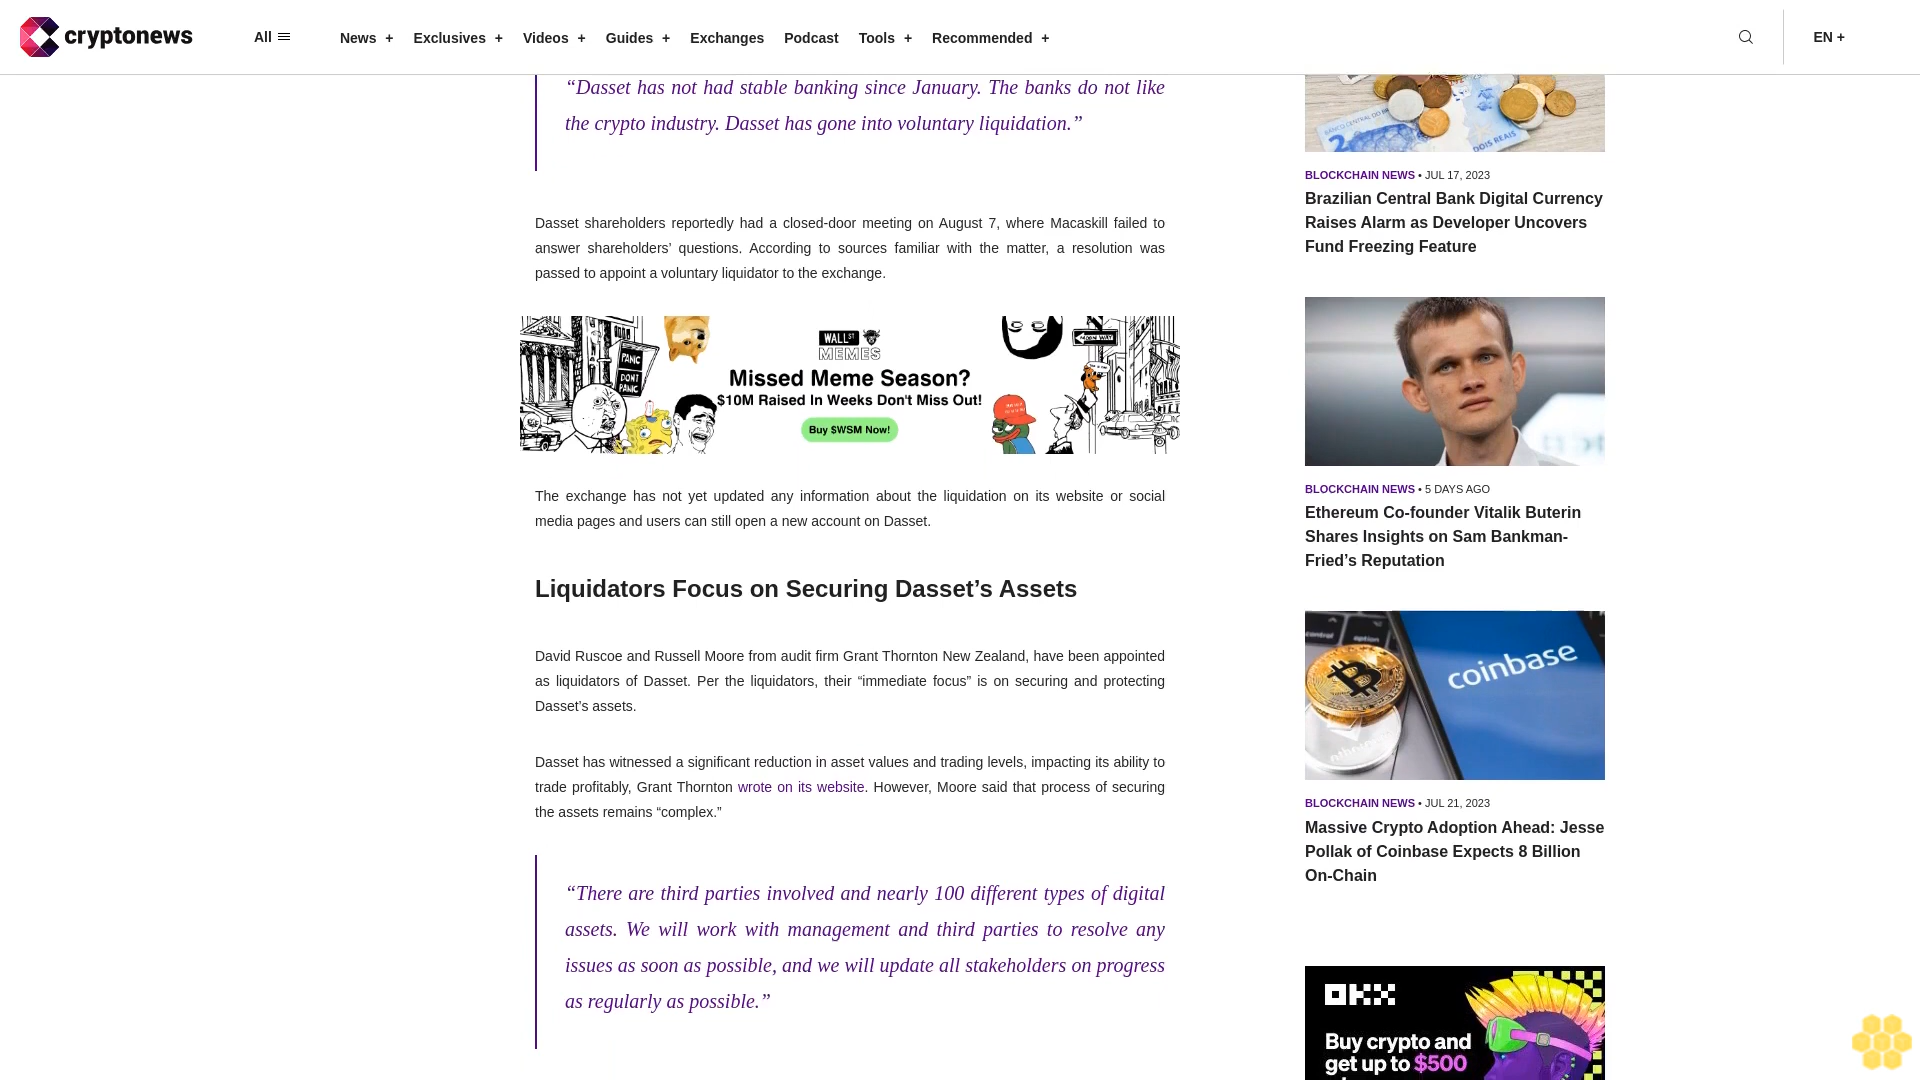 cryptonews
All
News +
Exclusives +
Videos +
Guides +
Exchanges
Podcast
Tools +
Recommended +
EN +
“Dasset has not had stable banking since January. The banks do not like
the crypto industry. Dasset has gone into voluntary liquidation.”
Dasset shareholders reportedly had a closed-door meeting on August 7, where Macaskill failed to
answer shareholders’ questions. According to sources familiar with the matter, a resolution was
passed to appoint a voluntary liquidator to the exchange.
PANIC
DON'T
PANIC
WALL ST
MEMES
Missed Meme Season?
$10M Raised In Weeks Don't Miss Out!
Buy $WSM Now!
MOON WAY
The exchange has not yet updated any information about the liquidation on its website or social
media pages and users can still open a new account on Dasset.
Liquidators Focus on Securing Dasset’s Assets
David Ruscoe and Russell Moore from audit firm Grant Thornton New Zealand, have been appointed
as liquidators of Dasset. Per the liquidators, their “immediate focus” is on securing and protecting
Dasset’s assets.
Dasset has witnessed a significant reduction in asset values and trading levels, impacting its ability to
trade profitably, Grant Thornton wrote on its website. However, Moore said that process of securing
the assets remains “complex.”
“There are third parties involved and nearly 100 different types of digital
assets. We will work with management and third parties to resolve any
issues as soon as possible, and we will update all stakeholders on progress
as regularly as possible.”
BANCO CENTRAL DO
2
DOIS REAIS
BLOCKCHAIN NEWS • JUL 17, 2023
Brazilian Central Bank Digital Currency
Raises Alarm as Developer Uncovers
Fund Freezing Feature
BLOCKCHAIN NEWS • 5 DAYS AGO
Ethereum Co-founder Vitalik Buterin
Shares Insights on Sam Bankman-
Fried’s Reputation
control
option
coinbase
BLOCKCHAIN NEWS • JUL 21, 2023
Massive Crypto Adoption Ahead: Jesse
Pollak of Coinbase Expects 8 Billion
On-Chain
OKX
Buy crypto and
get up to $500